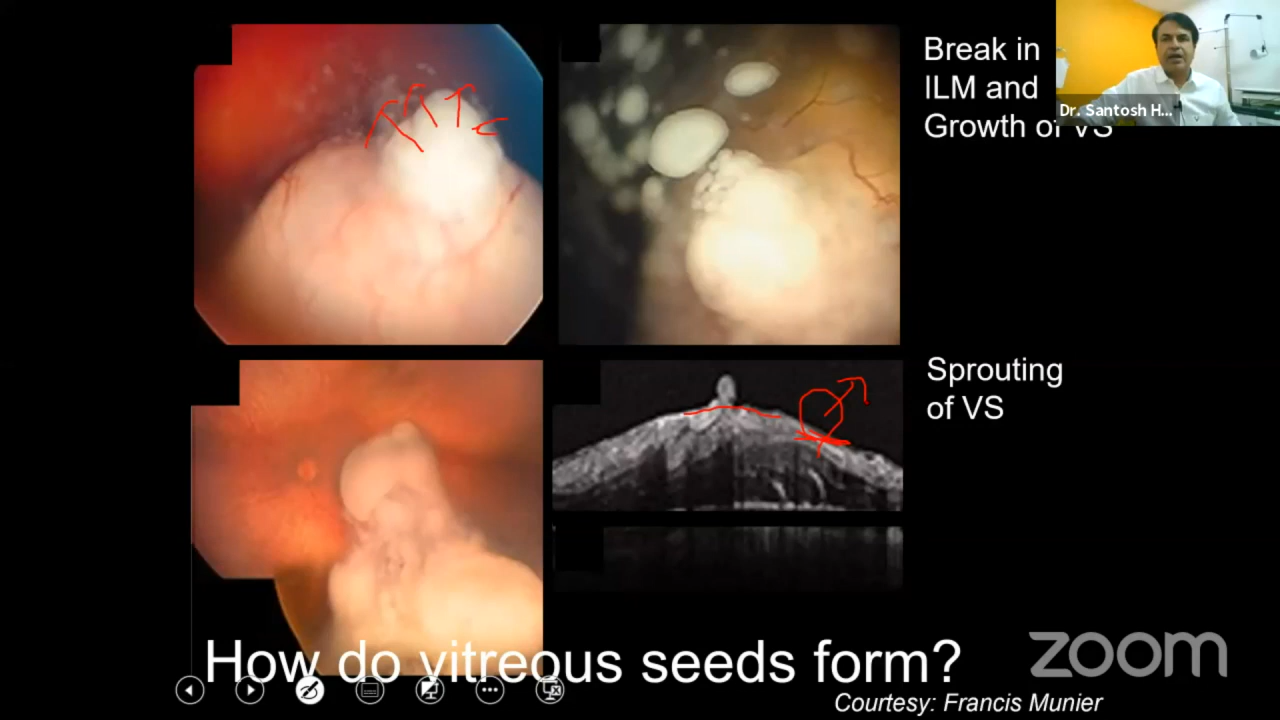 Break in
ILM and
Growth of VS
Dr. Santosh H...
Sprouting
of VS
How do vitreous seeds form?
zoom
Courtesy: Francis Munier